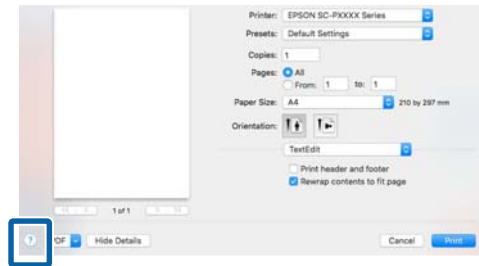 Printer: EPSON SC-PXXXX Series
Presets: Default Settings
Copies: 1
Pages: All
From: 1 to: 1
Paper Size: A4 210 by 297 mm
Orientation:
TextEdit
Print header and footer
Rewrap contents to fit page
1 of 1
? DF Hide Details Cancel Print